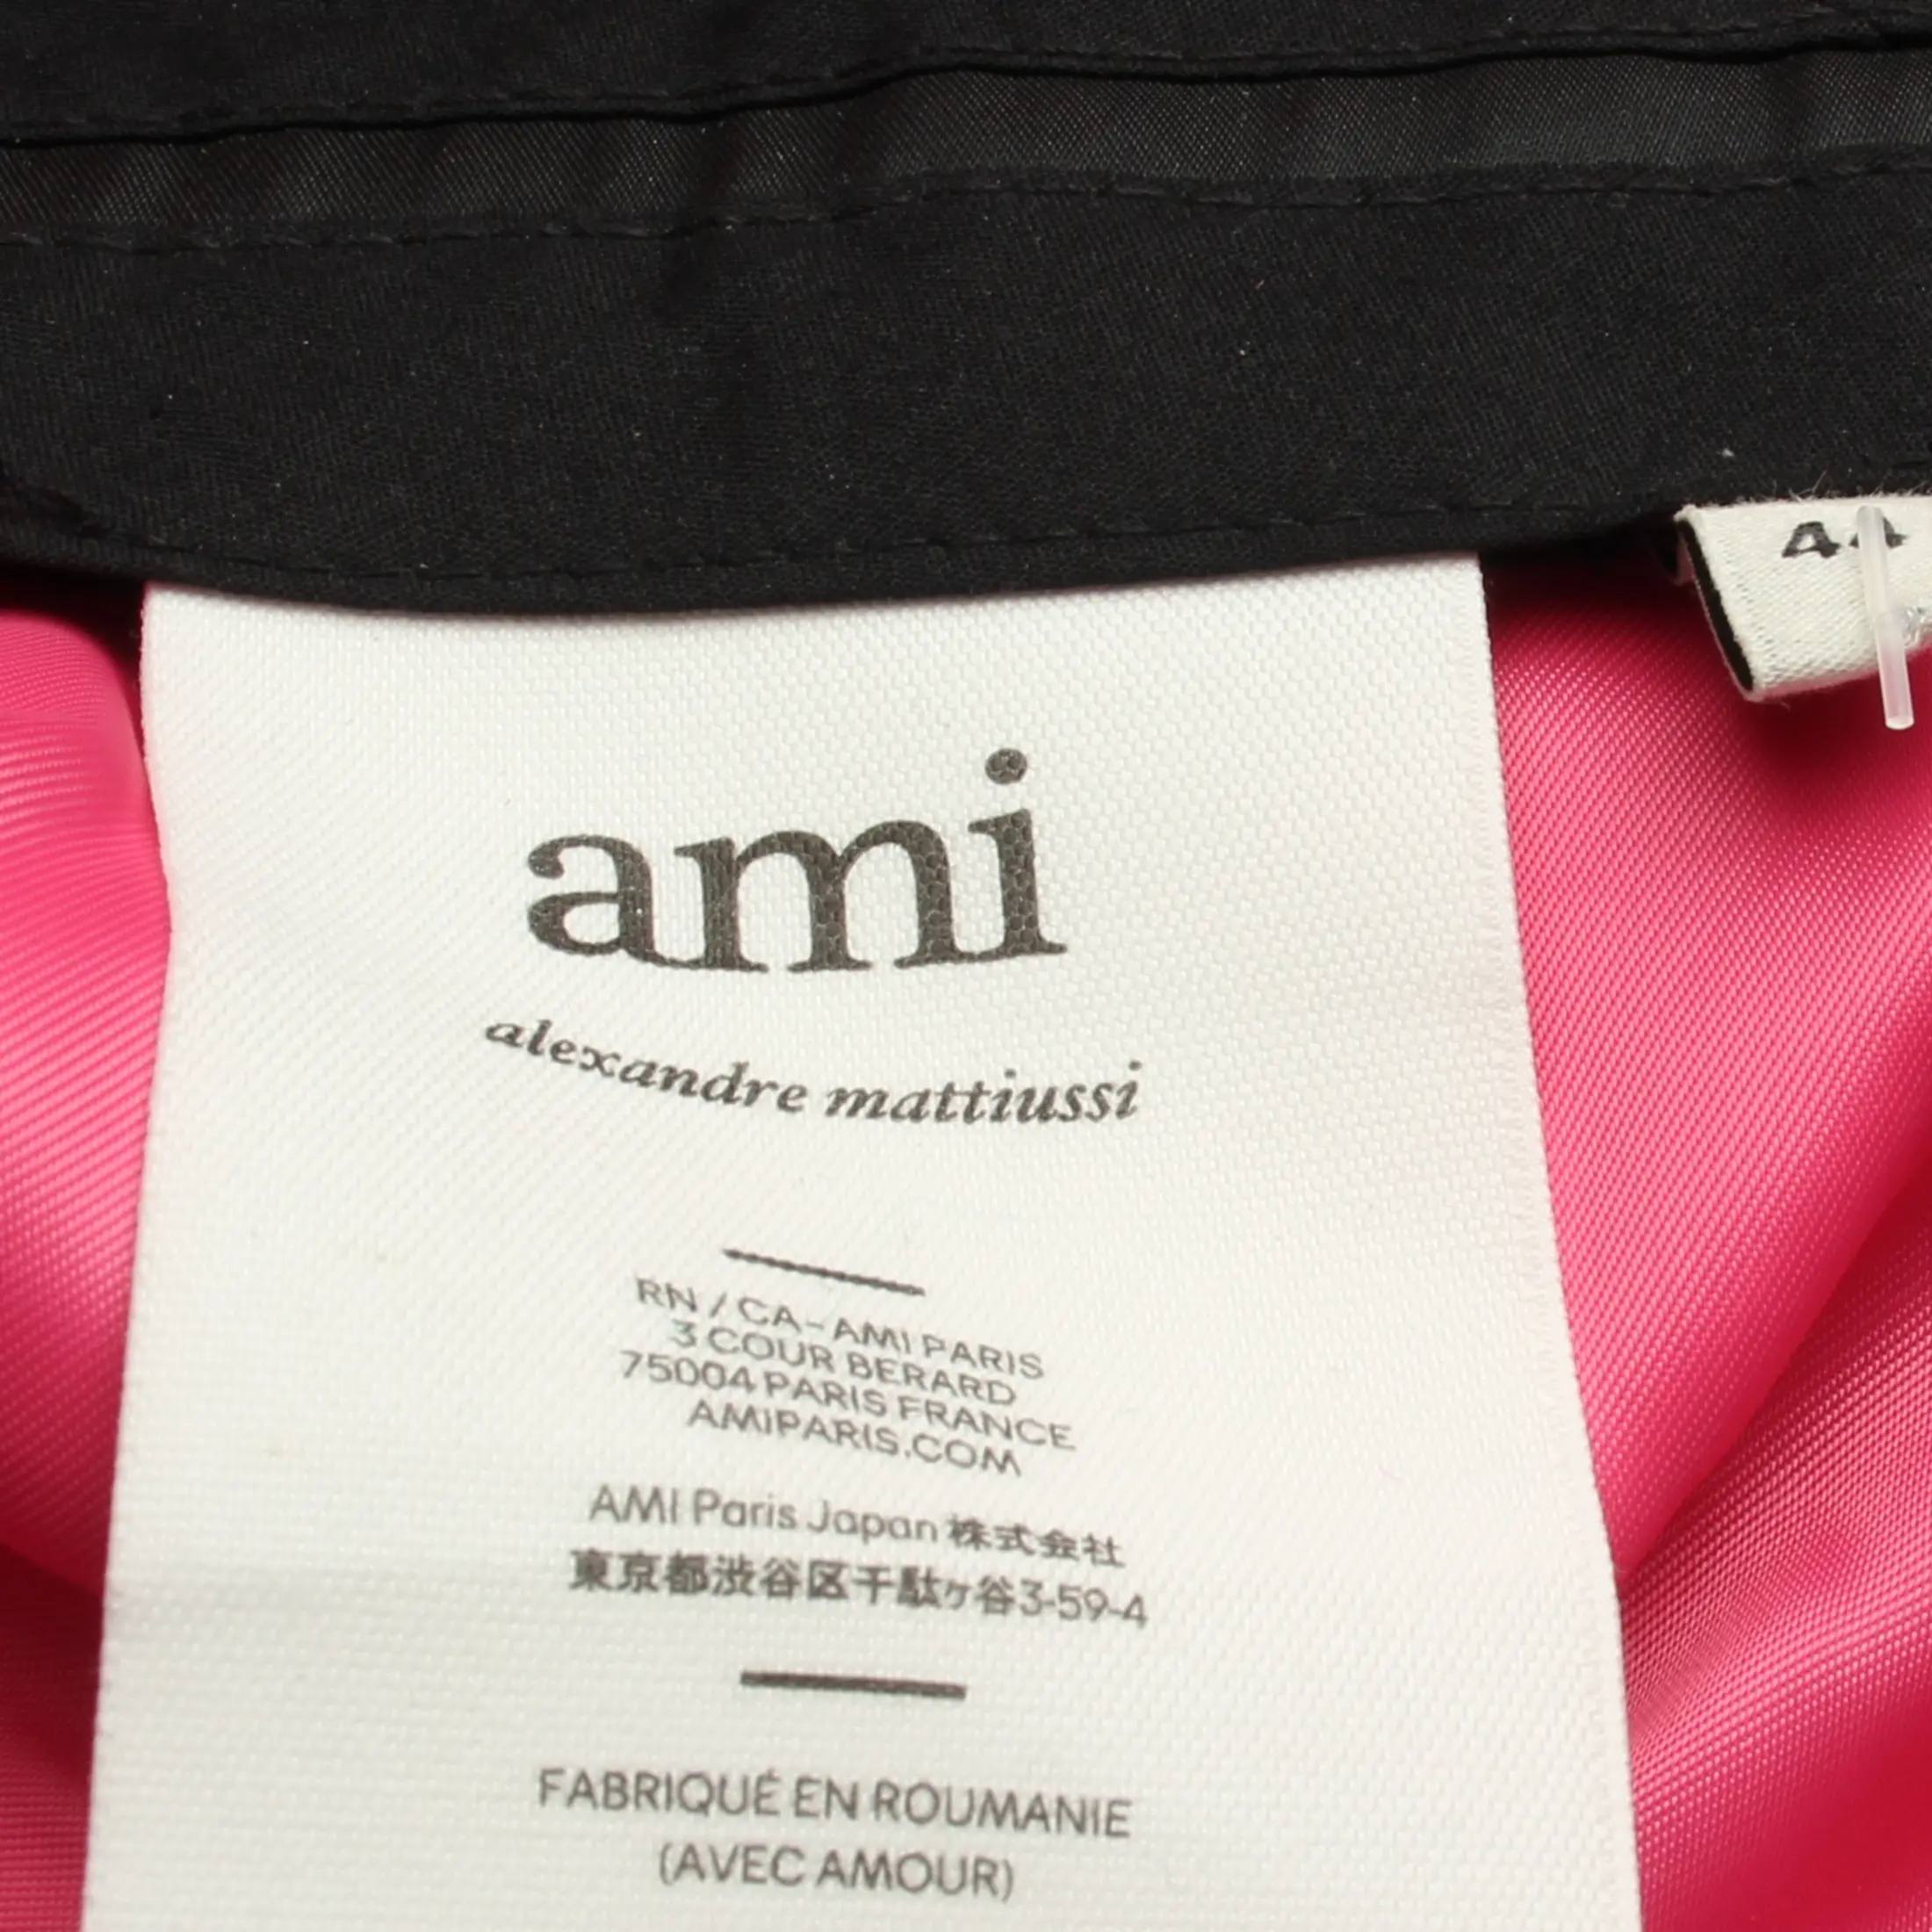 44
ami
alexandre mattiussi
RN / CA-AMI PARIS
3 COUR BERARD
75004 PARIS FRANCE
AMIPARIS.COM
AMI Paris Japan 株式会社
東京都渋谷区千駄ヶ谷3-59-4
FABRIQUÉ EN ROUMANIE
(AVEC AMOUR)